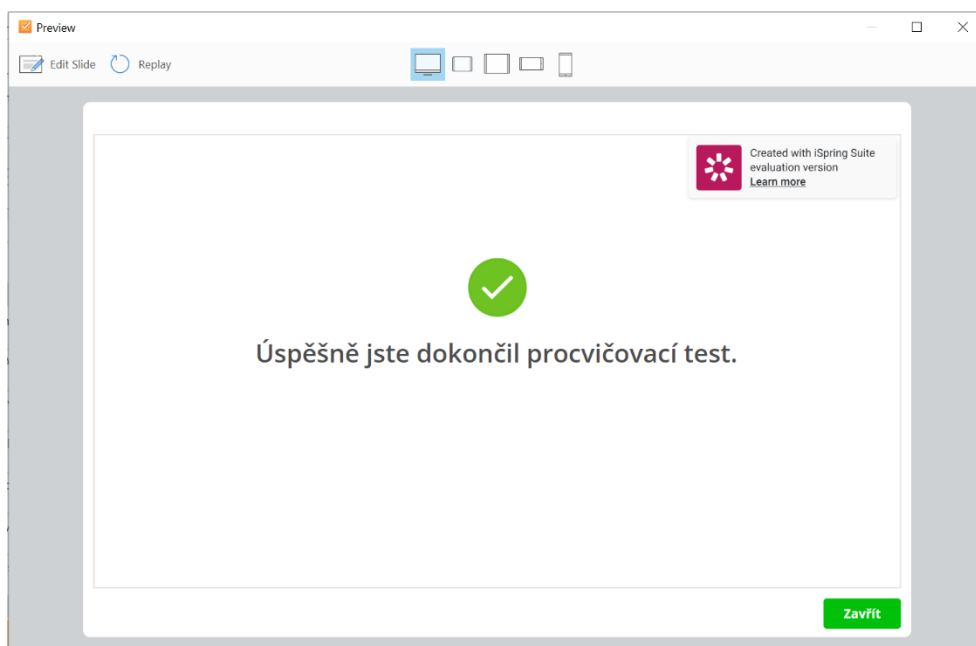 Preview
Edit Slide Replay
Created with iSpring Suite
evaluation version
Learn more
Úspěšně jste dokončil procvičovací test.
Zavřít